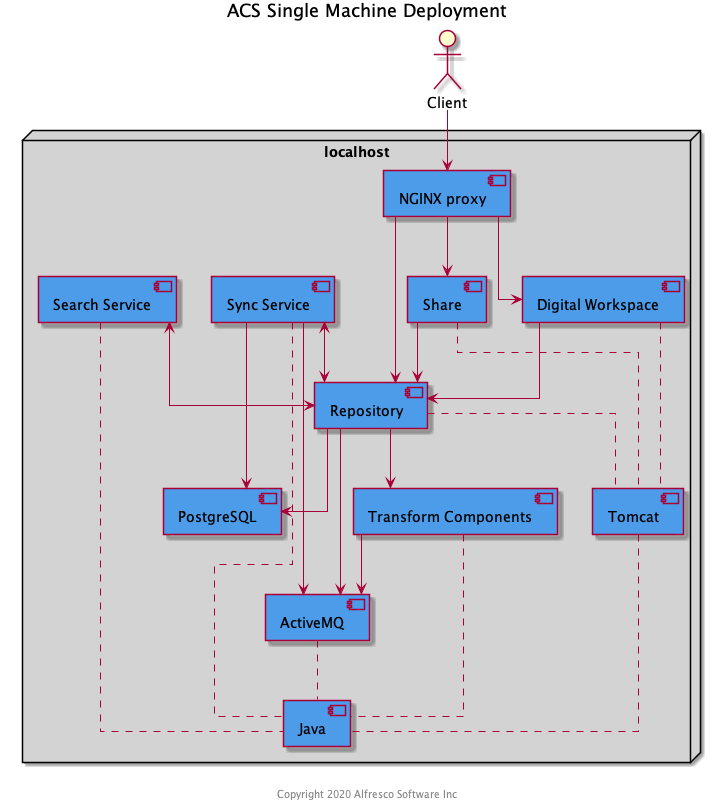 ACS Single Machine Deployment
Client
localhost
NGINX proxy
Search Service
Sync Service
Share
Digital Workspace
Repository
PostgreSQL
Transform Components
Tomcat
ActiveMQ
Java
Copyright 2020 Alfresco Software Inc